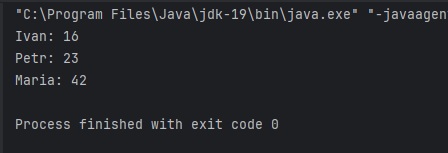 "C:\Program Files\Java\jdk-19\bin\java.exe" "-javaagen
Ivan: 16
Petr: 23
Maria: 42
Process finished with exit code 0